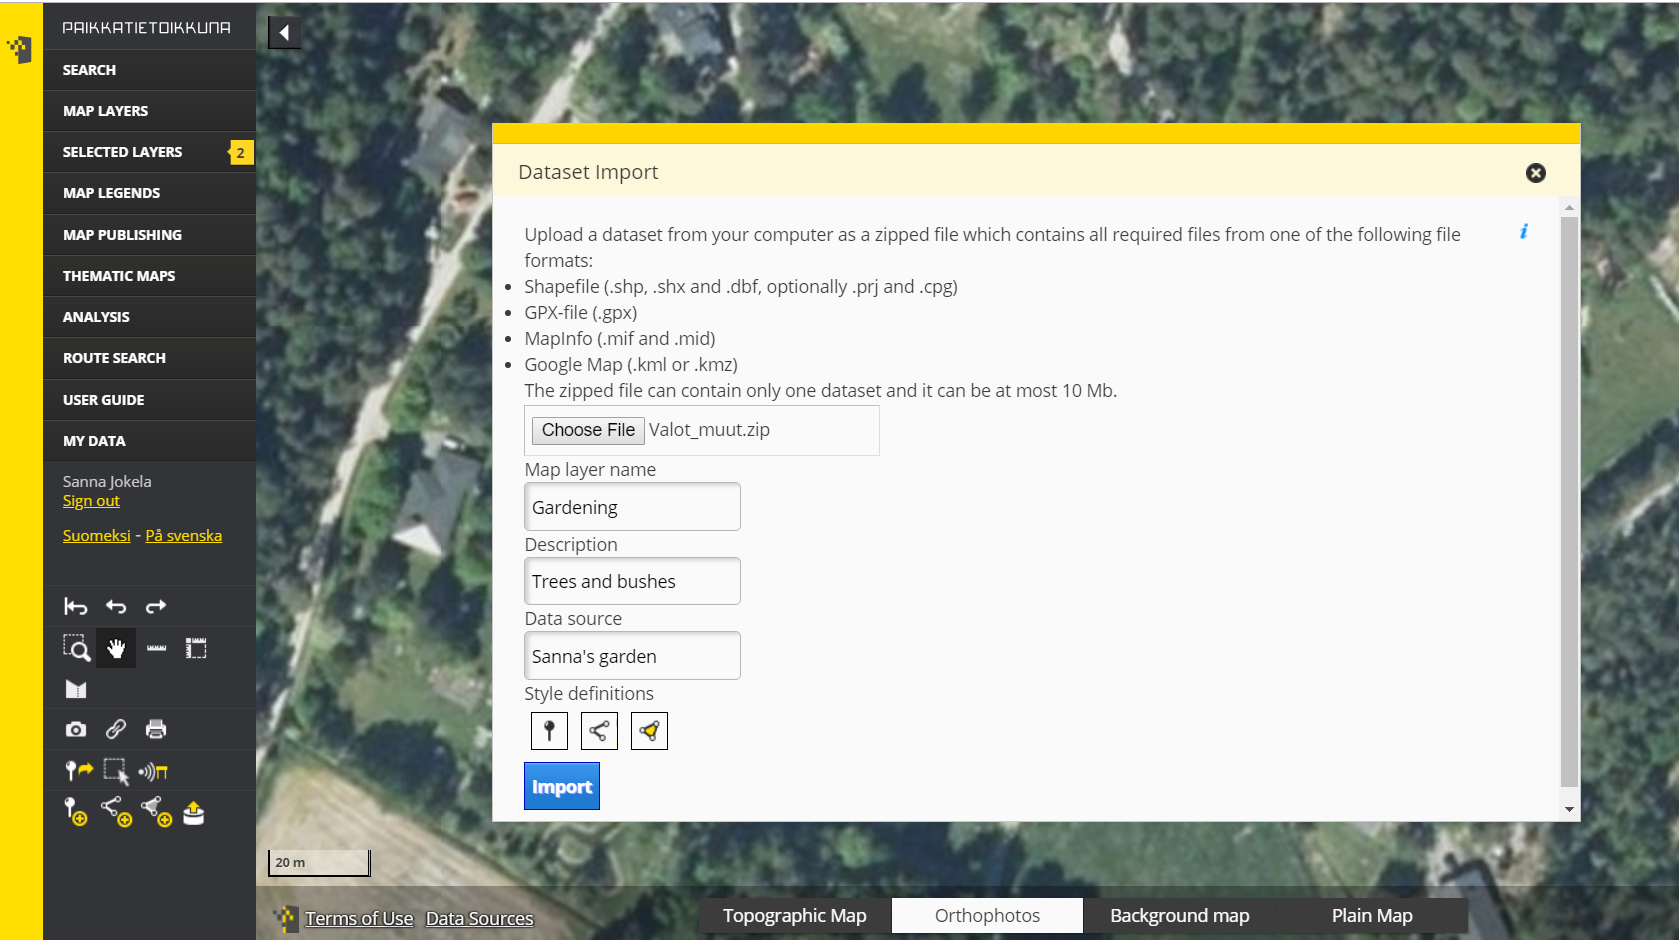 PAIKKATIETOIKKUNA
SEARCH
MAP LAYERS
SELECTED LAYERS 2
MAP LEGENDS
MAP PUBLISHING
THEMATIC MAPS
ANALYSIS
ROUTE SEARCH
USER GUIDE
MY DATA
Sanna Jokela
Sign out
Suomeksi - På svenska
Dataset Import
Upload a dataset from your computer as a zipped file which contains all required files from one of the following file
formats:
• Shapefile (.shp, .shx and .dbf, optionally .prj and .cpg)
• GPX-file (.gpx)
• MapInfo (.mif and .mid)
• Google Map (.kml or .kmz)
The zipped file can contain only one dataset and it can be at most 10 Mb.
Choose File Valot_muut.zip
Map layer name
Gardening
Description
Trees and bushes
Data source
Sanna's garden
Style definitions
Import
20 m
Terms of Use Data Sources
Topographic Map Orthophotos Background map Plain Map